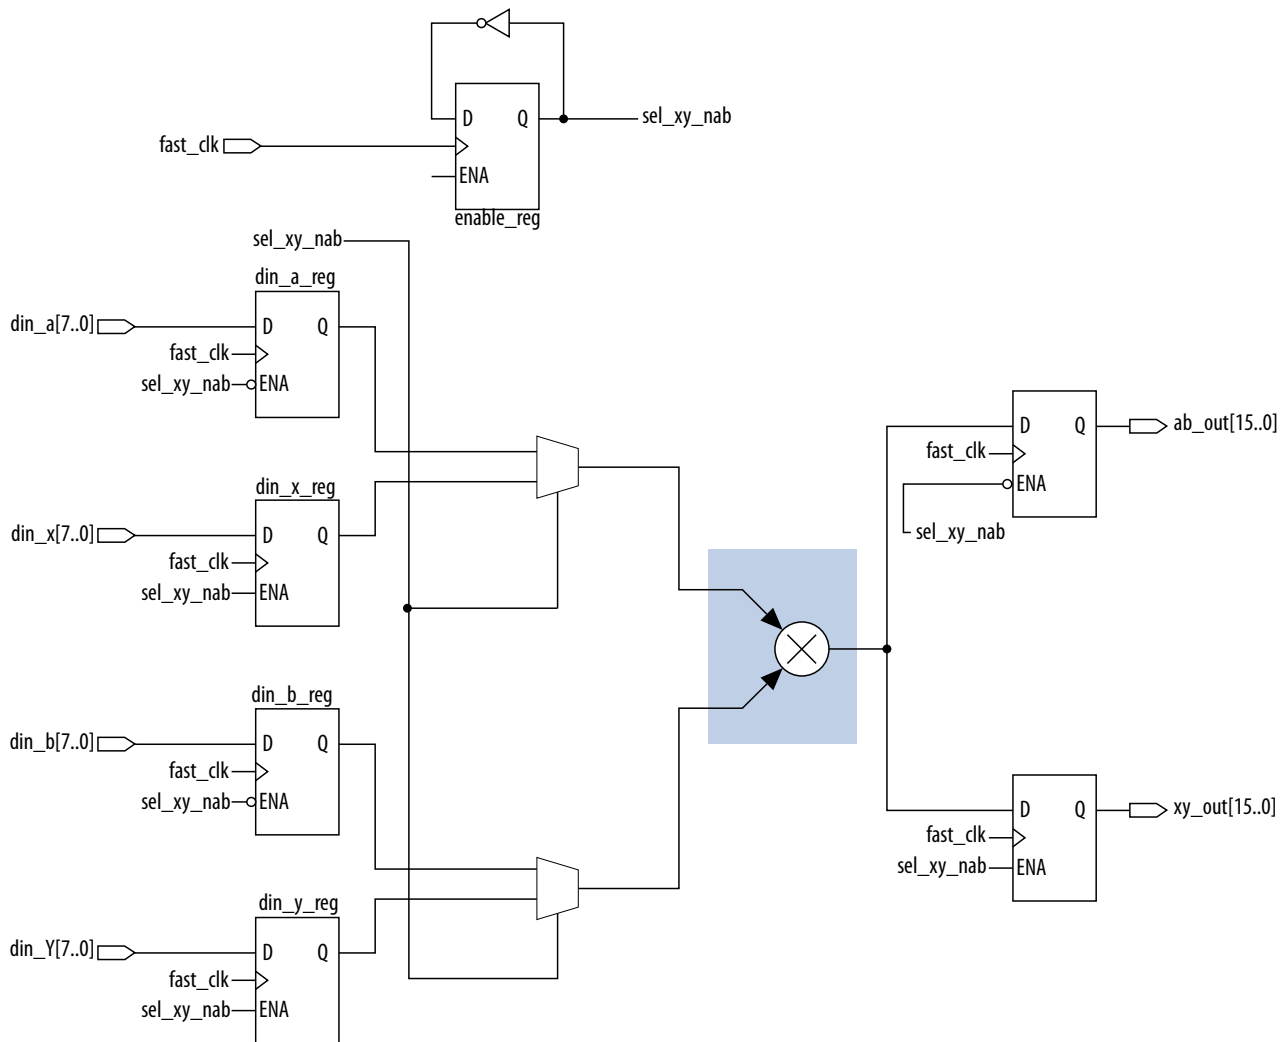 D Q sel_xy_nab
fast_clk
ENA
enable_reg
sel_xy_nab
din_a_reg
din_a[7..0] D Q
fast_clk
sel_xy_nab ENA
din_x_reg
din_x[7..0] D Q
fast_clk
sel_xy_nab ENA
din_b_reg
din_b[7..0] D Q
fast_clk
sel_xy_nab ENA
din_y_reg
din_Y[7..0] D Q
fast_clk
sel_xy_nab ENA
D Q ab_out[15..0]
fast_clk
ENA
sel_xy_nab
D Q xy_out[15..0]
fast_clk
sel_xy_nab ENA